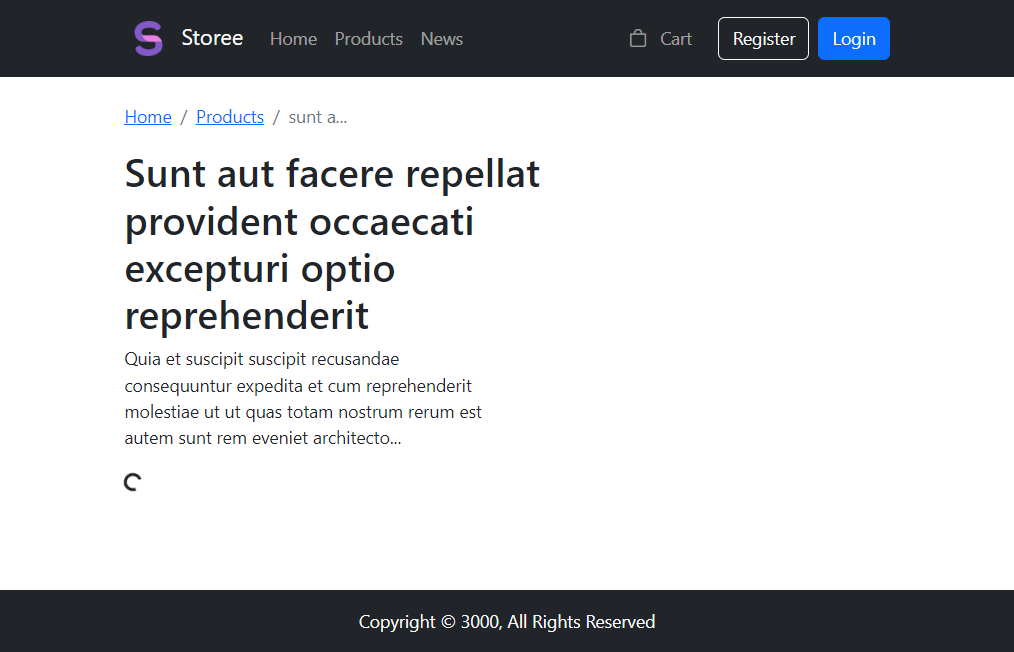 Storee Home Products News Cart Register Login
Home / Products / sunt a...
Sunt aut facere repellat
provident occaecati
excepturi optio
reprehenderit
Quia et suscipit suscipit recusandae
consequuntur expedita et cum reprehenderit
molestiae ut ut quas totam nostrum rerum est
autem sunt rem eveniet architecto...
Copyright © 3000, All Rights Reserved